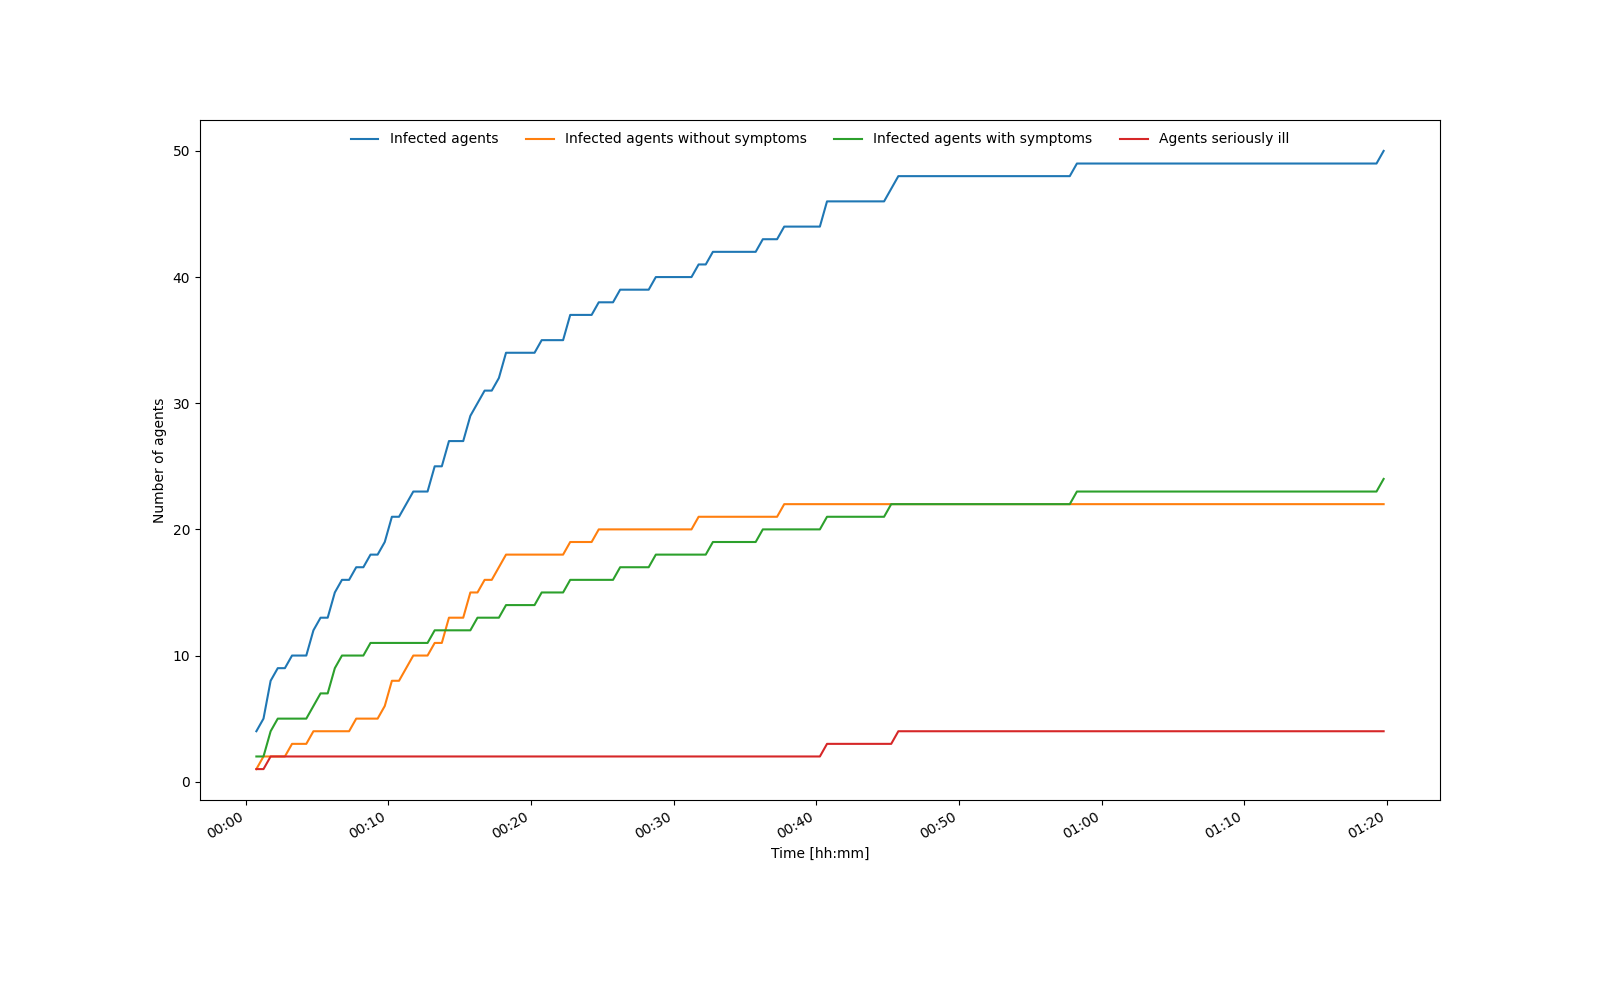 Infected agents Infected agents without symptoms Infected agents with symptoms Agents seriously ill
50
40
30
20
10
0
Number of agents
00:00 00:10 00:20 00:30 00:40 00:50 01:00 01:10 01:20
Time [hh:mm]